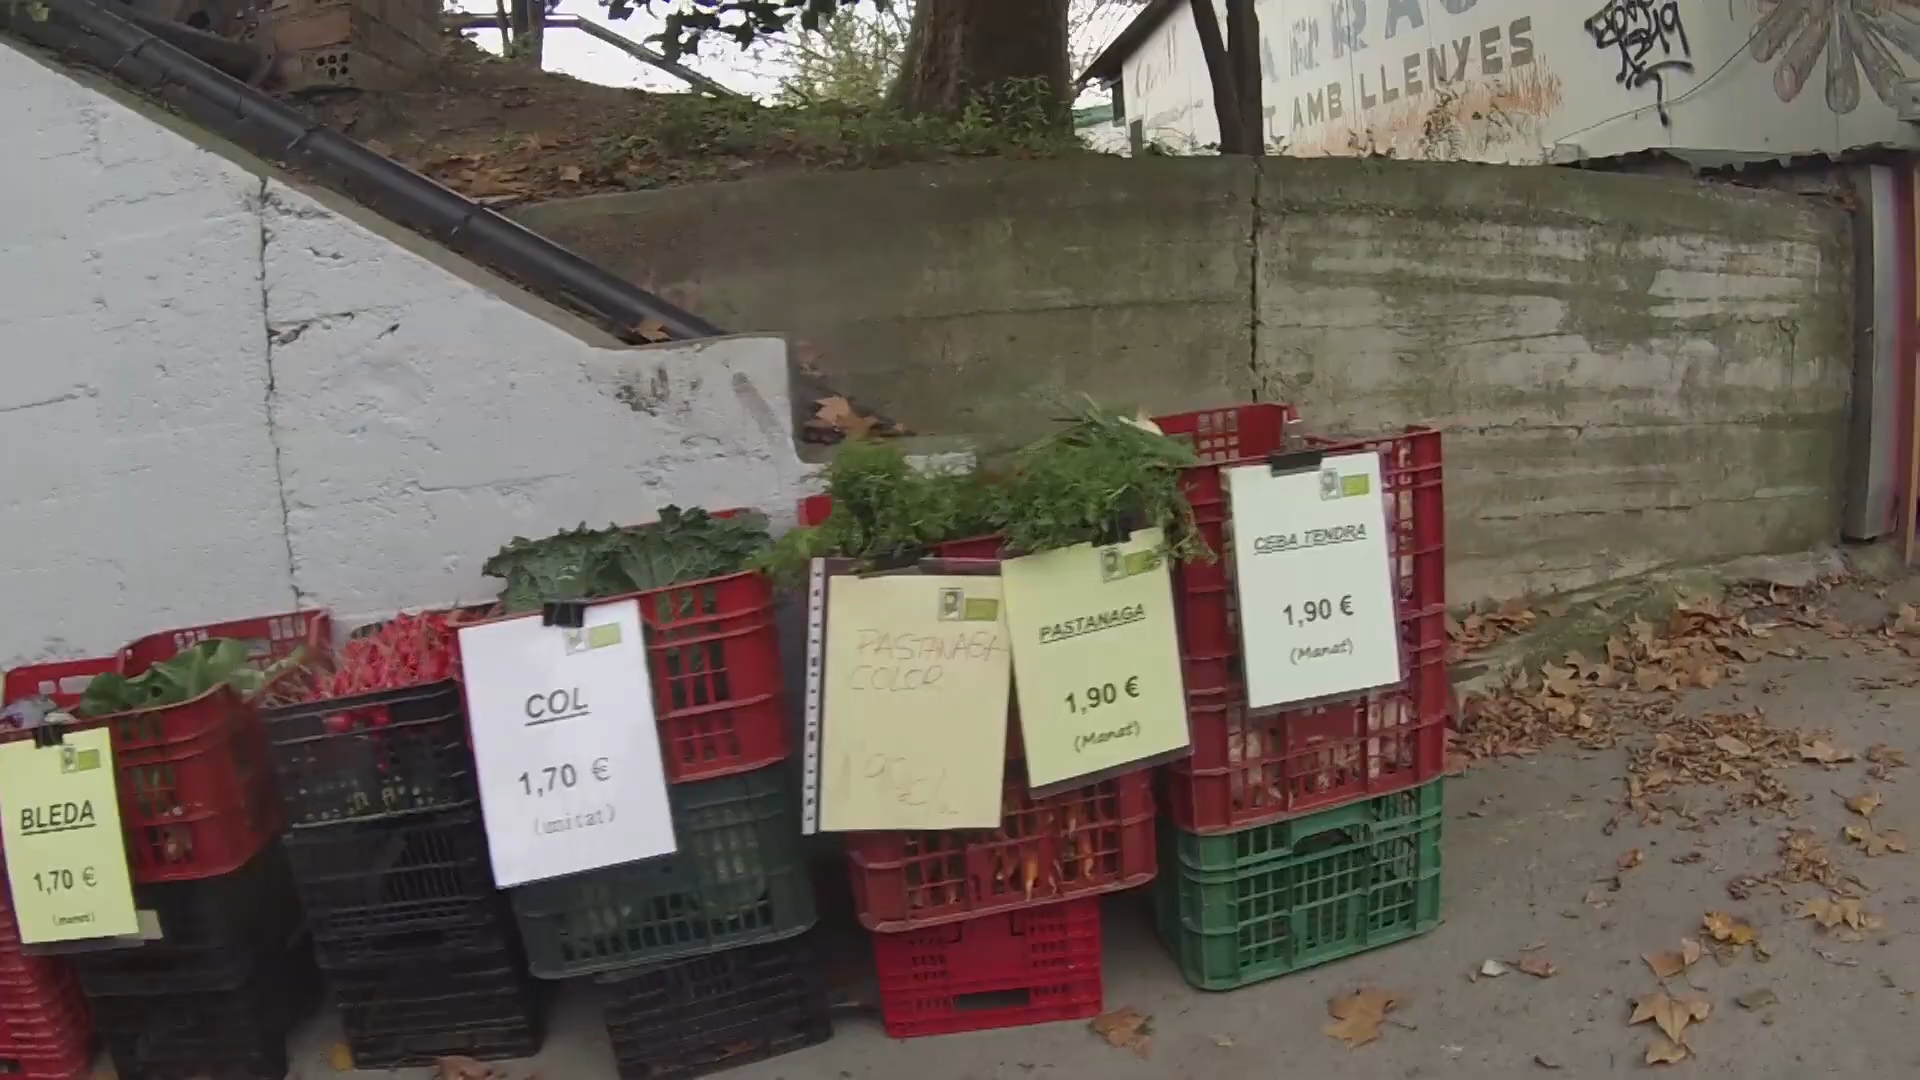 AMB LLENYES
BLEDA
1,70 €
(manat)
COL
1,70 €
(unitat)
PASTANAGA
COLOR
PASTANAGA
1,90 €
(Manat)
CEBA TENDRA
1,90 €
(Manat)